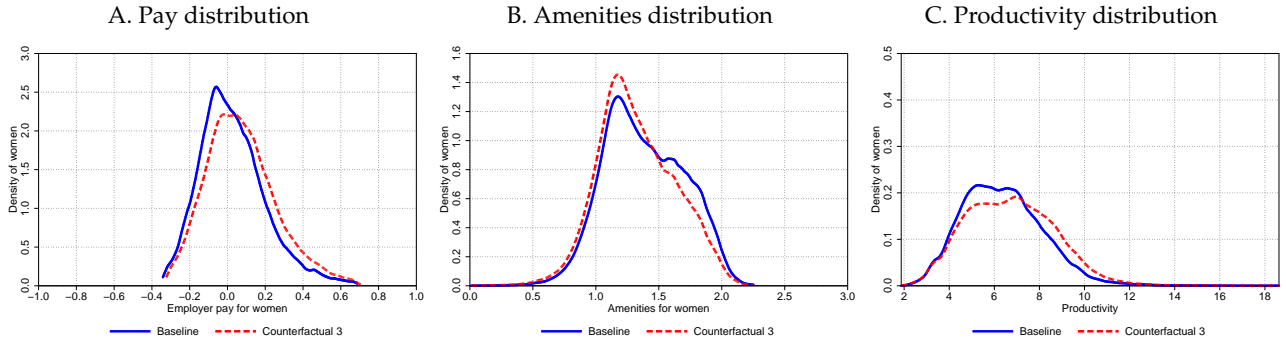 A. Pay distribution
Density of women
3.0
2.5
2.0
1.5
1.0
0.5
0.0
−1.0 −0.8 −0.6 −0.4 −0.2 0.0 0.2 0.4 0.6 0.8 1.0
Employer pay for women
Baseline Counterfactual 3
B. Amenities distribution
Density of women
1.6
1.4
1.2
1.0
0.8
0.6
0.4
0.2
0.0
0.0 0.5 1.0 1.5 2.0 2.5 3.0
Amenities for women
Baseline Counterfactual 3
C. Productivity distribution
Density of women
0.5
0.4
0.3
0.2
0.1
0.0
2 4 6 8 10 12 14 16 18
Productivity
Baseline Counterfactual 3